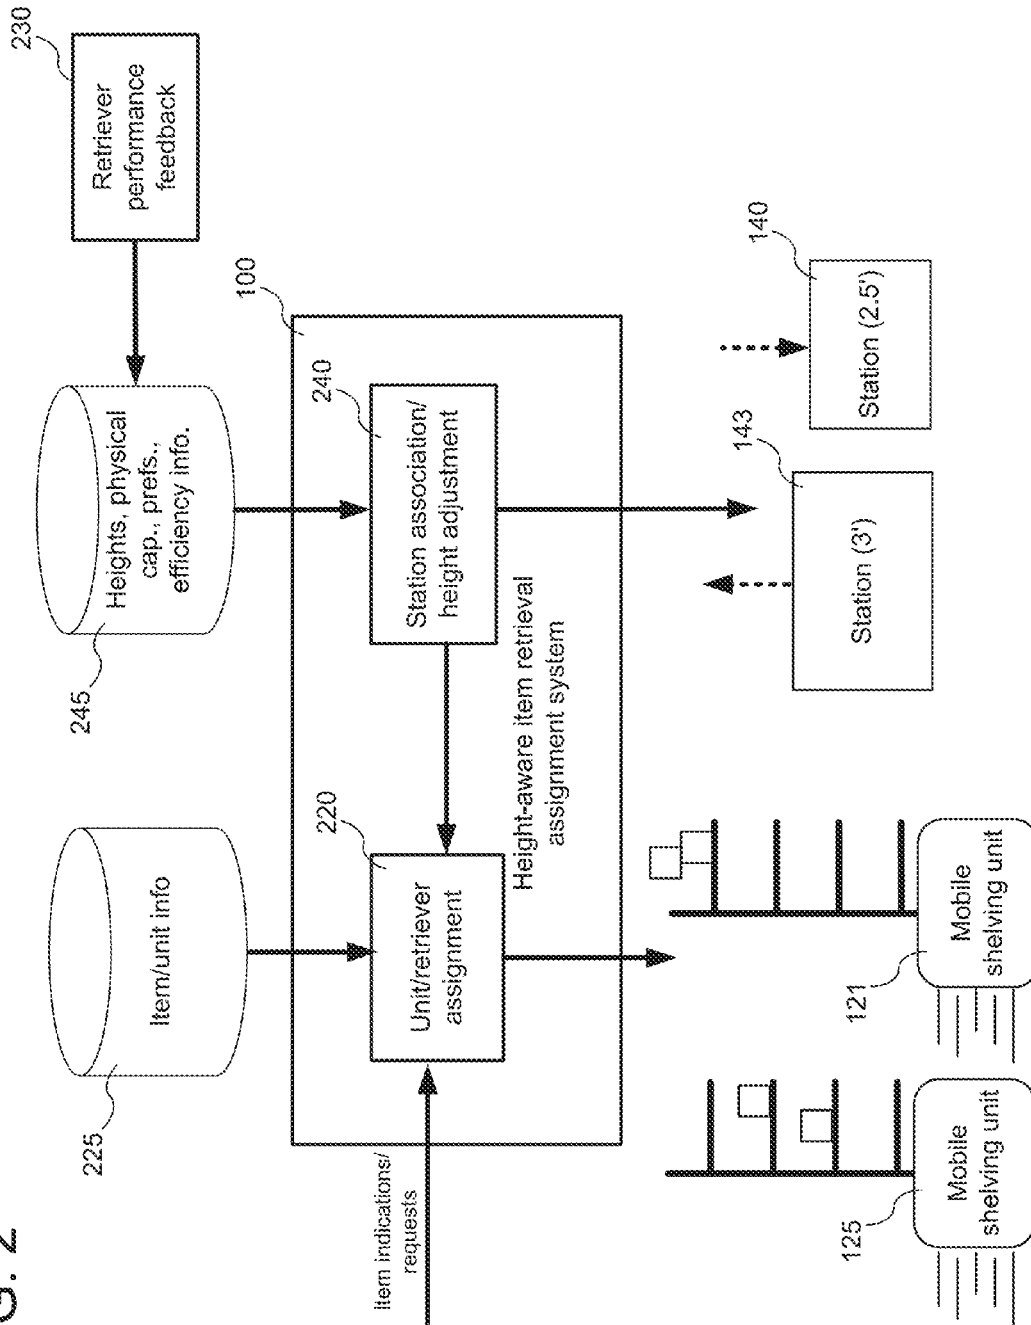 G. 2
225
Item/unit info
245
Heights, physical
cap., prefs.,
efficiency info.
230
Retriever
performance
feedback
100
Item indications/
requests
220
Unit/retriever
assignment
240
Station association/
height adjustment
Height-aware item retrieval
assignment system
125
Mobile
shelving unit
121
Mobile
shelving unit
143
Station (3')
140
Station (2.5')